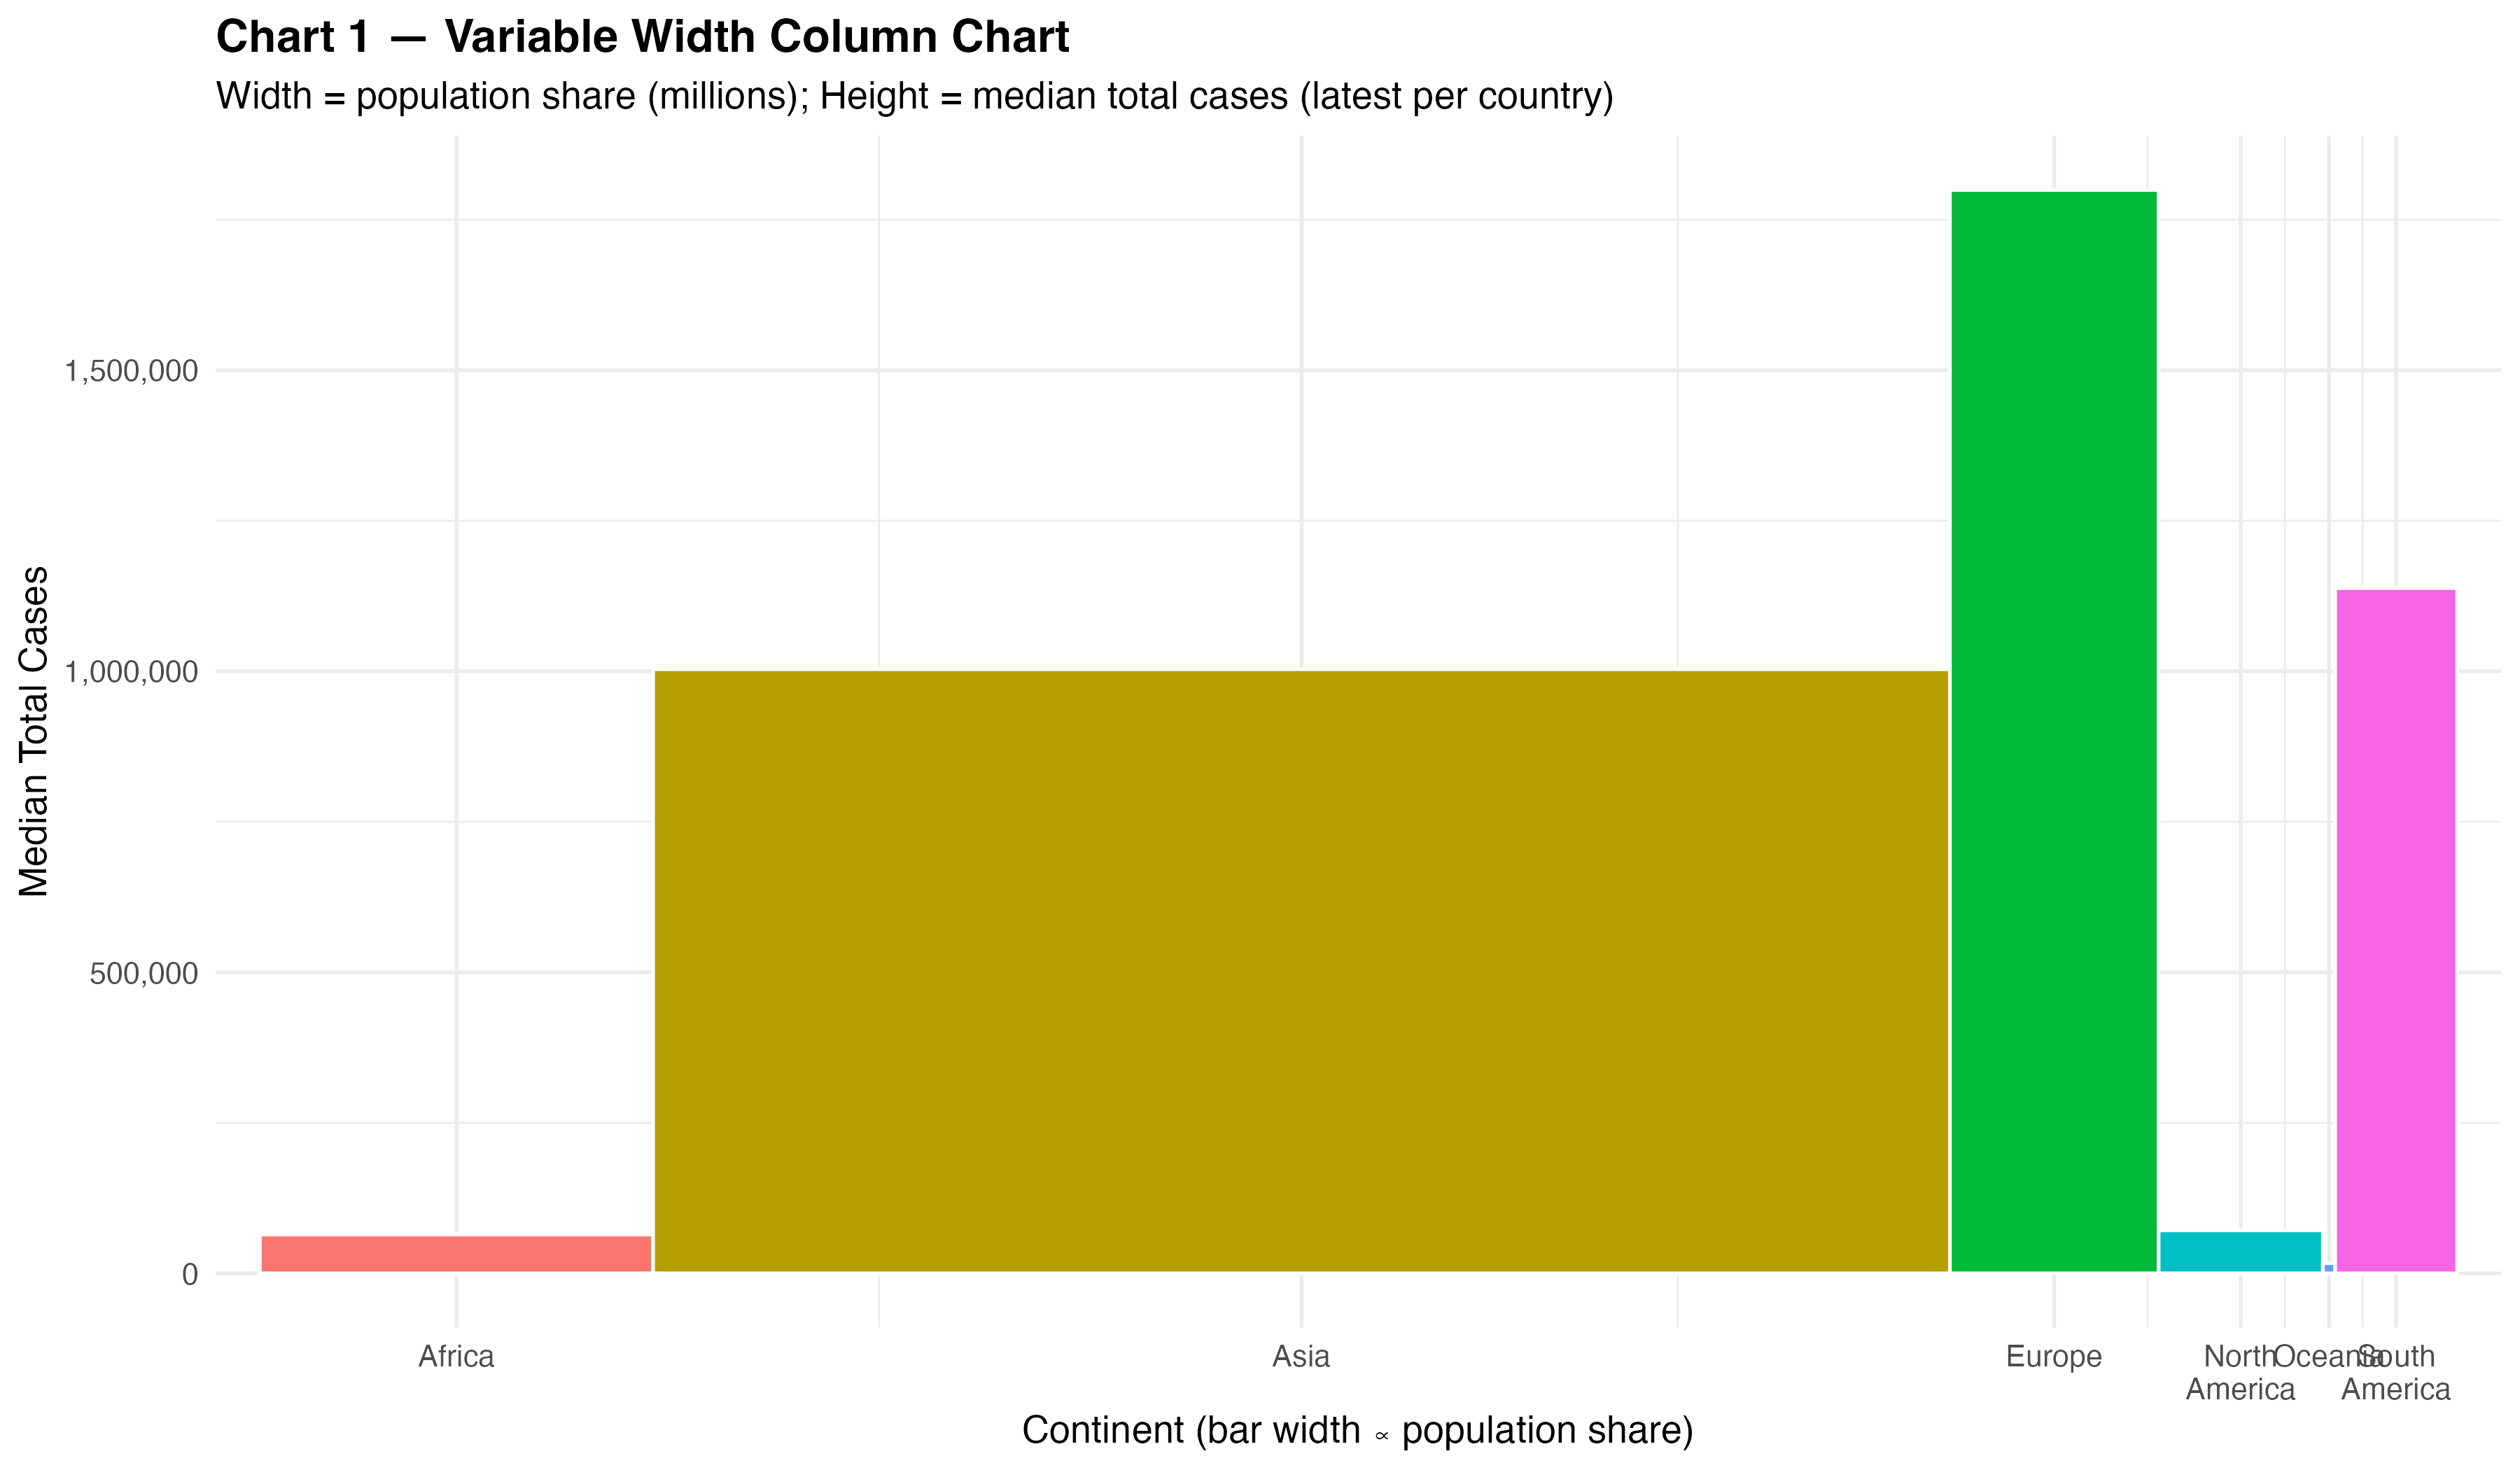 Chart 1 — Variable Width Column Chart
Width = population share (millions); Height = median total cases (latest per country)
Median Total Cases
1,500,000
1,000,000
500,000
0
Africa
Asia
Europe
North
America
Oceania
South
America
Continent (bar width ∝ population share)